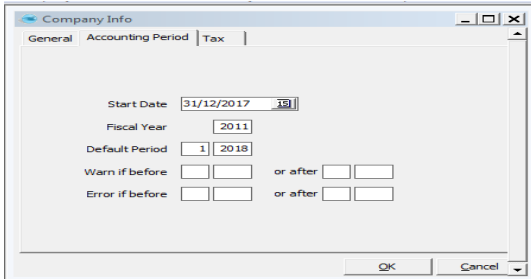 Company Info
General Accounting Period Tax
Start Date 31/12/2017 15
Fiscal Year 2011
Default Period 1 2018
Warn if before or after
Error if before or after
OK Cancel